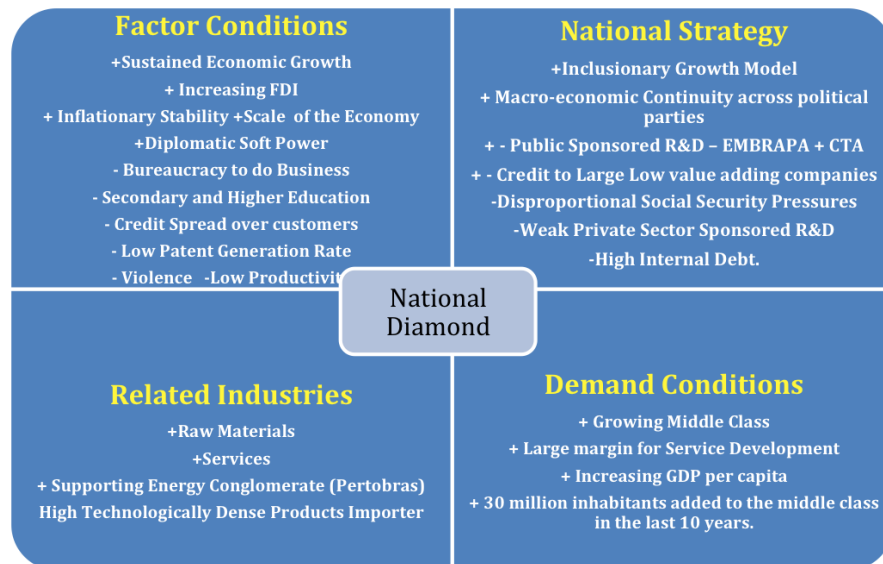 Factor Conditions
+Sustained Economic Growth
+ Increasing FDI
+ Inflationary Stability +Scale of the Economy
+Diplomatic Soft Power
- Bureaucracy to do Business
- Secondary and Higher Education
- Credit Spread over customers
- Low Patent Generation Rate
- Violence -Low Productivit
National Strategy
+Inclusionary Growth Model
+ Macro-economic Continuity across political
parties
+ - Public Sponsored R&D – EMBRAPA + CTA
+ - Credit to Large Low value adding companies
-Disproportional Social Security Pressures
-Weak Private Sector Sponsored R&D
-High Internal Debt.
National
Diamond
Related Industries
+Raw Materials
+Services
+ Supporting Energy Conglomerate (Pertobras)
High Technologically Dense Products Importer
Demand Conditions
+ Growing Middle Class
+ Large margin for Service Development
+ Increasing GDP per capita
+ 30 million inhabitants added to the middle class
in the last 10 years.